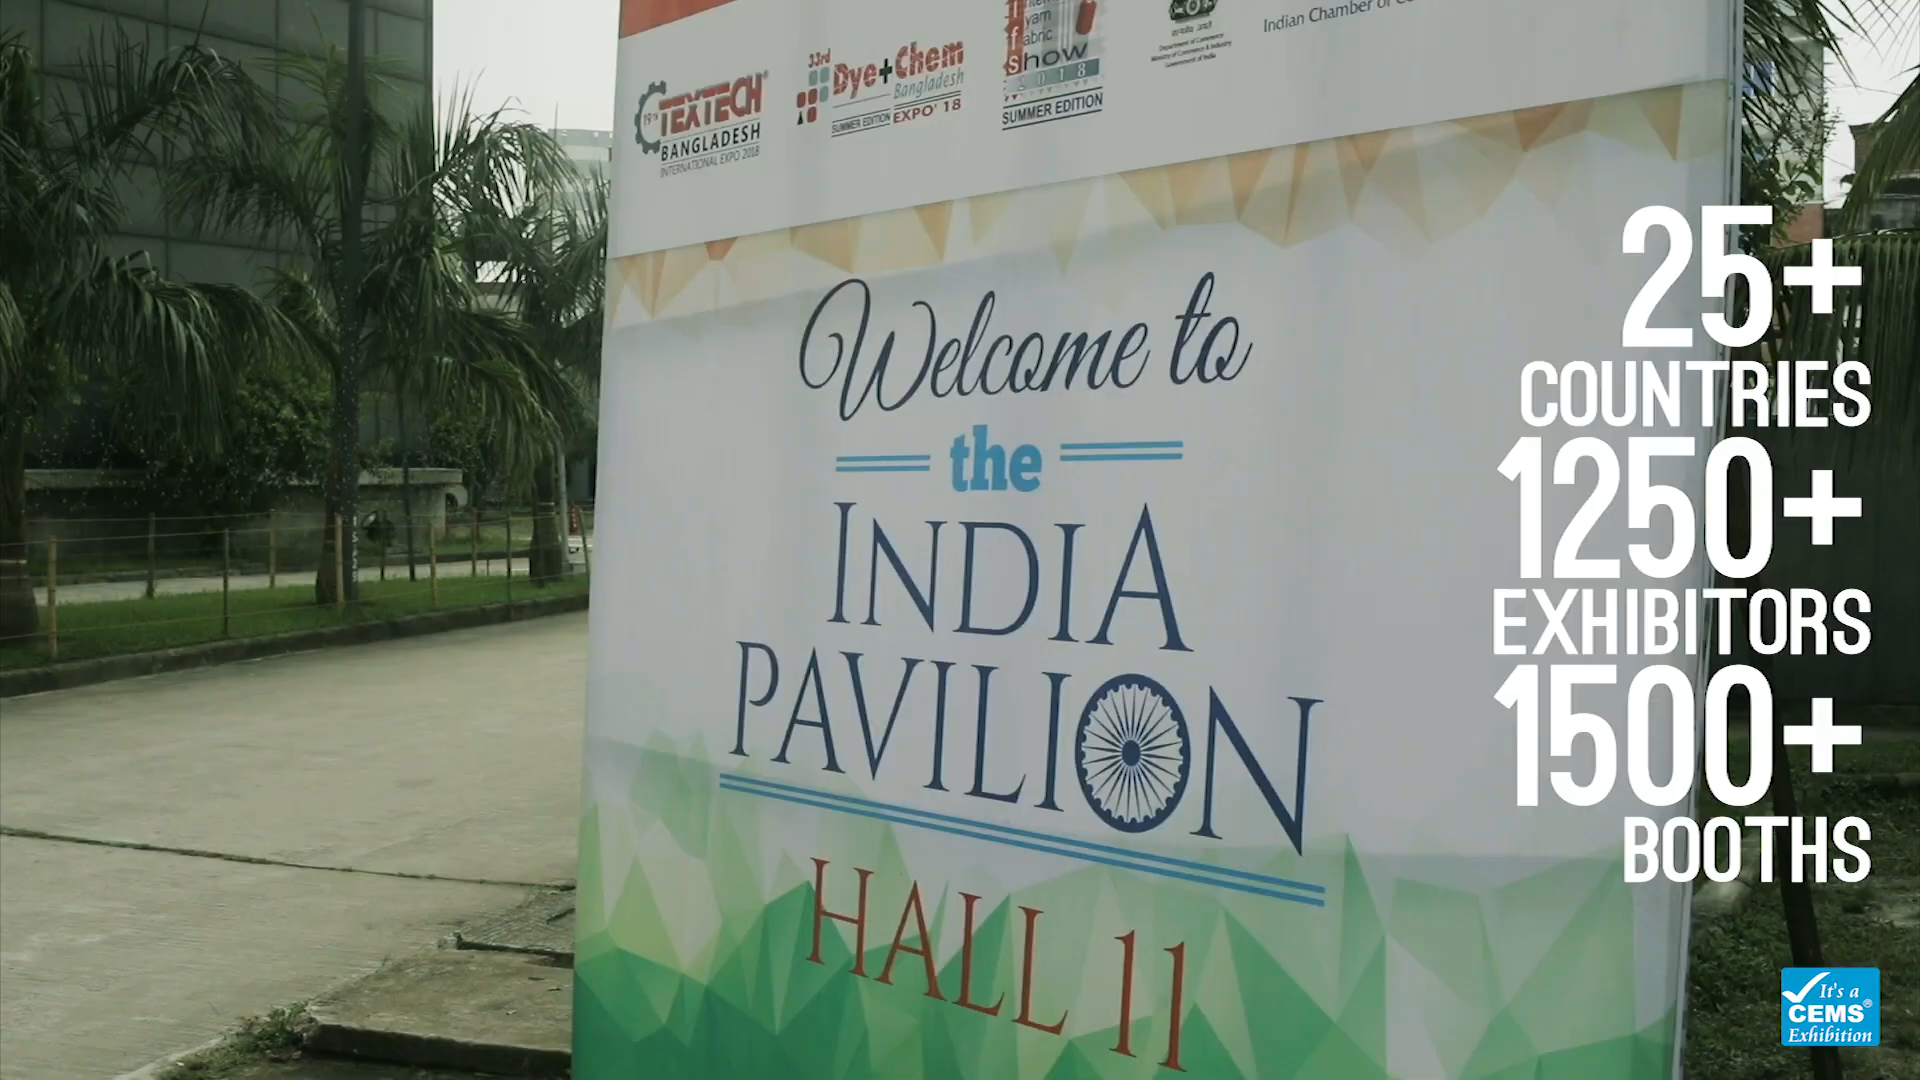 19TH TEXTECH®
BANGLADESH
INTERNATIONAL EXPO 2018
33rd
Dye+Chem
Bangladesh
SUMMER EDITION EXPO' 18
yarn
fabric
Show
2018
SUMMER EDITION
Department of Commerce
Ministry of Commerce & Industry
Government of India
Indian Chamber of
Welcome to
the
INDIA
PAVILION
HALL 11
25+
COUNTRIES
1250+
EXHIBITORS
1500+
BOOTHS
It's a
CEMS®
Exhibition